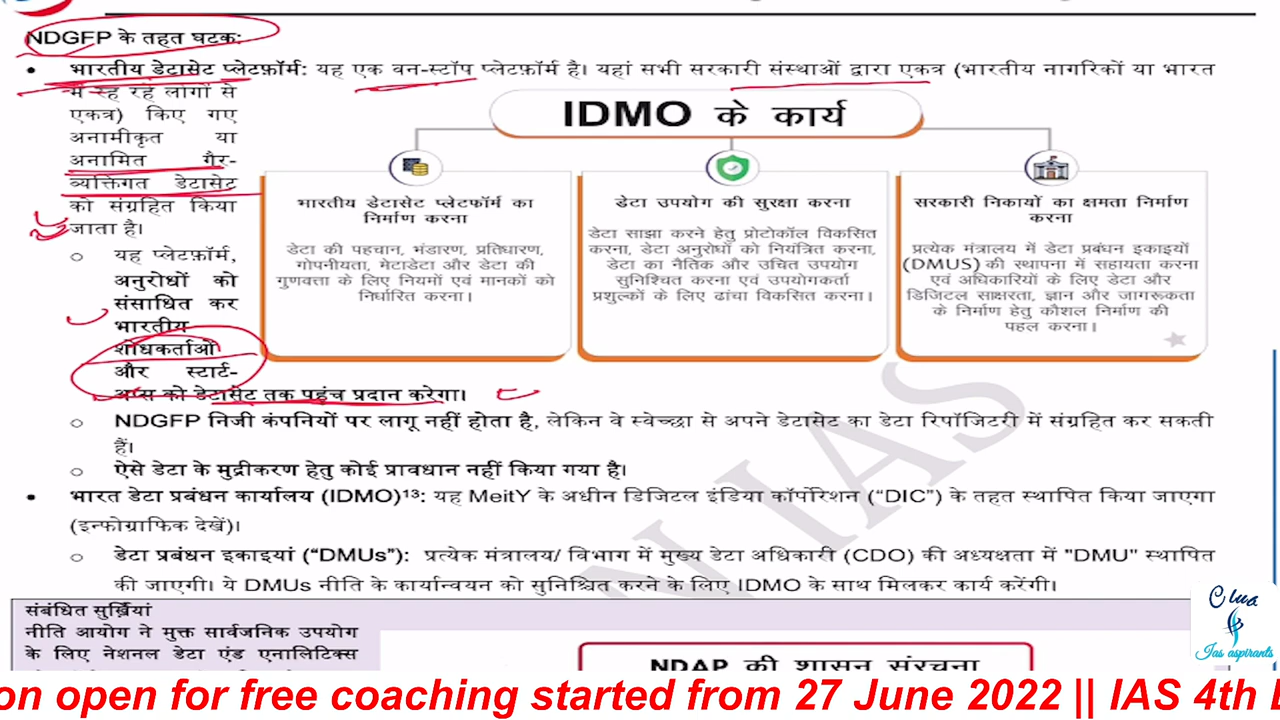 NDGFP के तहत घटक:
• भारतीय डेटासेट प्लेटफ़ॉर्म: यह एक वन-स्टॉप प्लेटफ़ॉर्म है। यहां सभी सरकारी संस्थाओं द्वारा एकत्र (भारतीय नागरिकों या भारत
में रह रहे लोगों से
एकत्र) किए गए
अनामीकृत या
अनामित गैर-
व्यक्तिगत डेटासेट
को संग्रहित किया
जाता है।
○ यह प्लेटफ़ॉर्म,
अनुरोधों को
संसाधित कर
भारतीय
शोधकर्ताओं
और स्टार्ट-
अप्स को डेटासेट तक पहुंच प्रदान करेगा।
IDMO के कार्य
भारतीय डेटासेट प्लेटफॉर्म का
निर्माण करना
डेटा की पहचान, भंडारण, प्रतिधारण,
गोपनीयता, मेटाडेटा और डेटा की
गुणवत्ता के लिए नियमों एवं मानकों को
निर्धारित करना।
डेटा उपयोग की सुरक्षा करना
डेटा साझा करने हेतु प्रोटोकॉल विकसित
करना, डेटा अनुरोधों को नियंत्रित करना,
डेटा का नैतिक और उचित उपयोग
सुनिश्चित करना एवं उपयोगकर्ता
प्रशुल्कों के लिए ढांचा विकसित करना।
सरकारी निकायों का क्षमता निर्माण
करना
प्रत्येक मंत्रालय में डेटा प्रबंधन इकाइयों
(DMUS) की स्थापना में सहायता करना
एवं अधिकारियों के लिए डेटा और
डिजिटल साक्षरता, ज्ञान और जागरूकता
के निर्माण हेतु कौशल निर्माण की
पहल करना।
○ NDGFP निजी कंपनियों पर लागू नहीं होता है, लेकिन वे स्वेच्छा से अपने डेटासेट का डेटा रिपॉजिटरी में संग्रहित कर सकती
हैं।
○ ऐसे डेटा के मुद्रीकरण हेतु कोई प्रावधान नहीं किया गया है।
• भारत डेटा प्रबंधन कार्यालय (IDMO)¹³: यह MeitY के अधीन डिजिटल इंडिया कॉर्पोरेशन (“DIC”) के तहत स्थापित किया जाएगा
(इन्फोग्राफिक देखें)।
○ डेटा प्रबंधन इकाइयां (“DMUs”): प्रत्येक मंत्रालय/ विभाग में मुख्य डेटा अधिकारी (CDO) की अध्यक्षता में "DMU" स्थापित
की जाएगी। ये DMUs नीति के कार्यान्वयन को सुनिश्चित करने के लिए IDMO के साथ मिलकर कार्य करेंगी।
संबंधित सुर्ख़ियां
नीति आयोग ने मुक्त सार्वजनिक उपयोग
के लिए नेशनल डेटा एंड एनालिटिक्स
NDAP की शासन संरचना
N IAS
Clue
Ias aspirants
on open for free coaching started from 27 June 2022 || IAS 4th